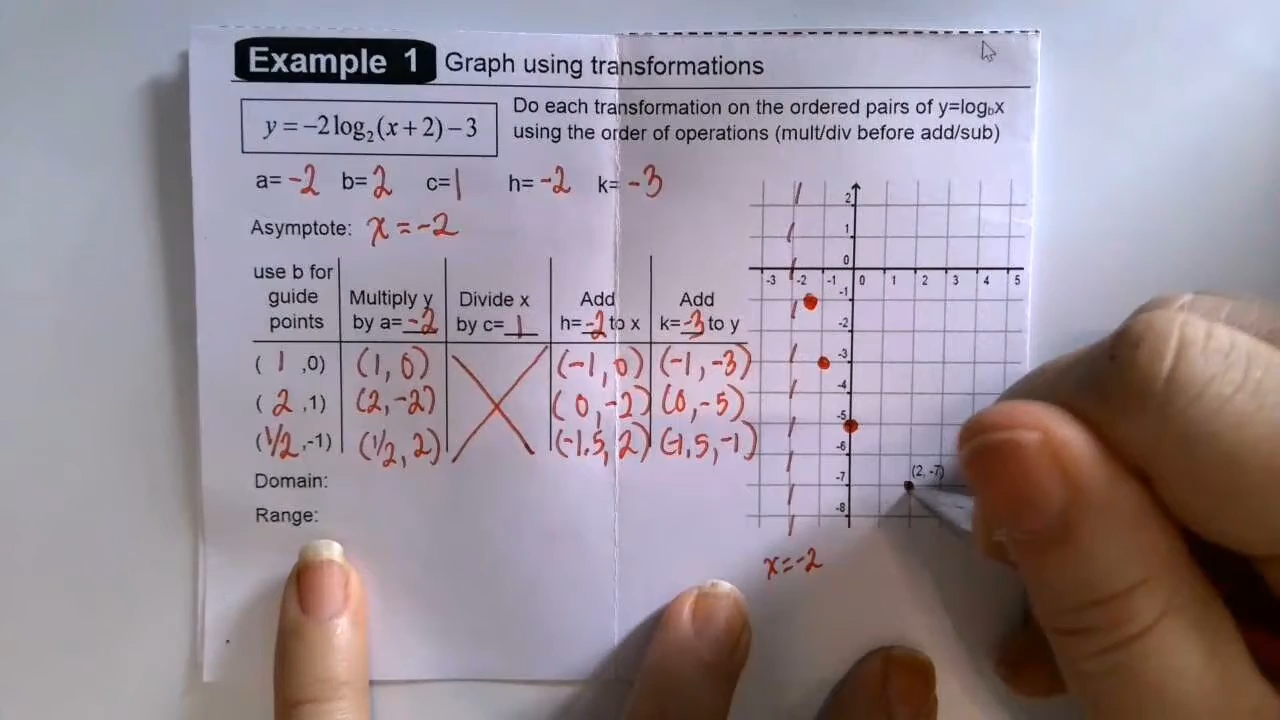 Example 1 Graph using transformations
y = −2 log₂(x + 2) − 3
Do each transformation on the ordered pairs of y=log_b x
using the order of operations (mult/div before add/sub)
a= -2 b= 2 c= 1 h= -2 k= -3
Asymptote: x = -2
use b for guide points
Multiply y by a= -2
Divide x by c= 1
Add h= -2 to x
Add k= -3 to y
( 1 ,0) (1, 0) (-1, 0) (-1, -3)
( 2 ,1) (2, -2) (0, -2) (0, -5)
(1/2 ,-1) (1/2, 2) (-1.5, 2) (-1.5, -1)
Domain:
Range:
2
1
0
-3 -2 -1 0 1 2 3 4 5
-1
-2
-3
-4
-5
-6
-7
-8
(2, -7)
x=-2